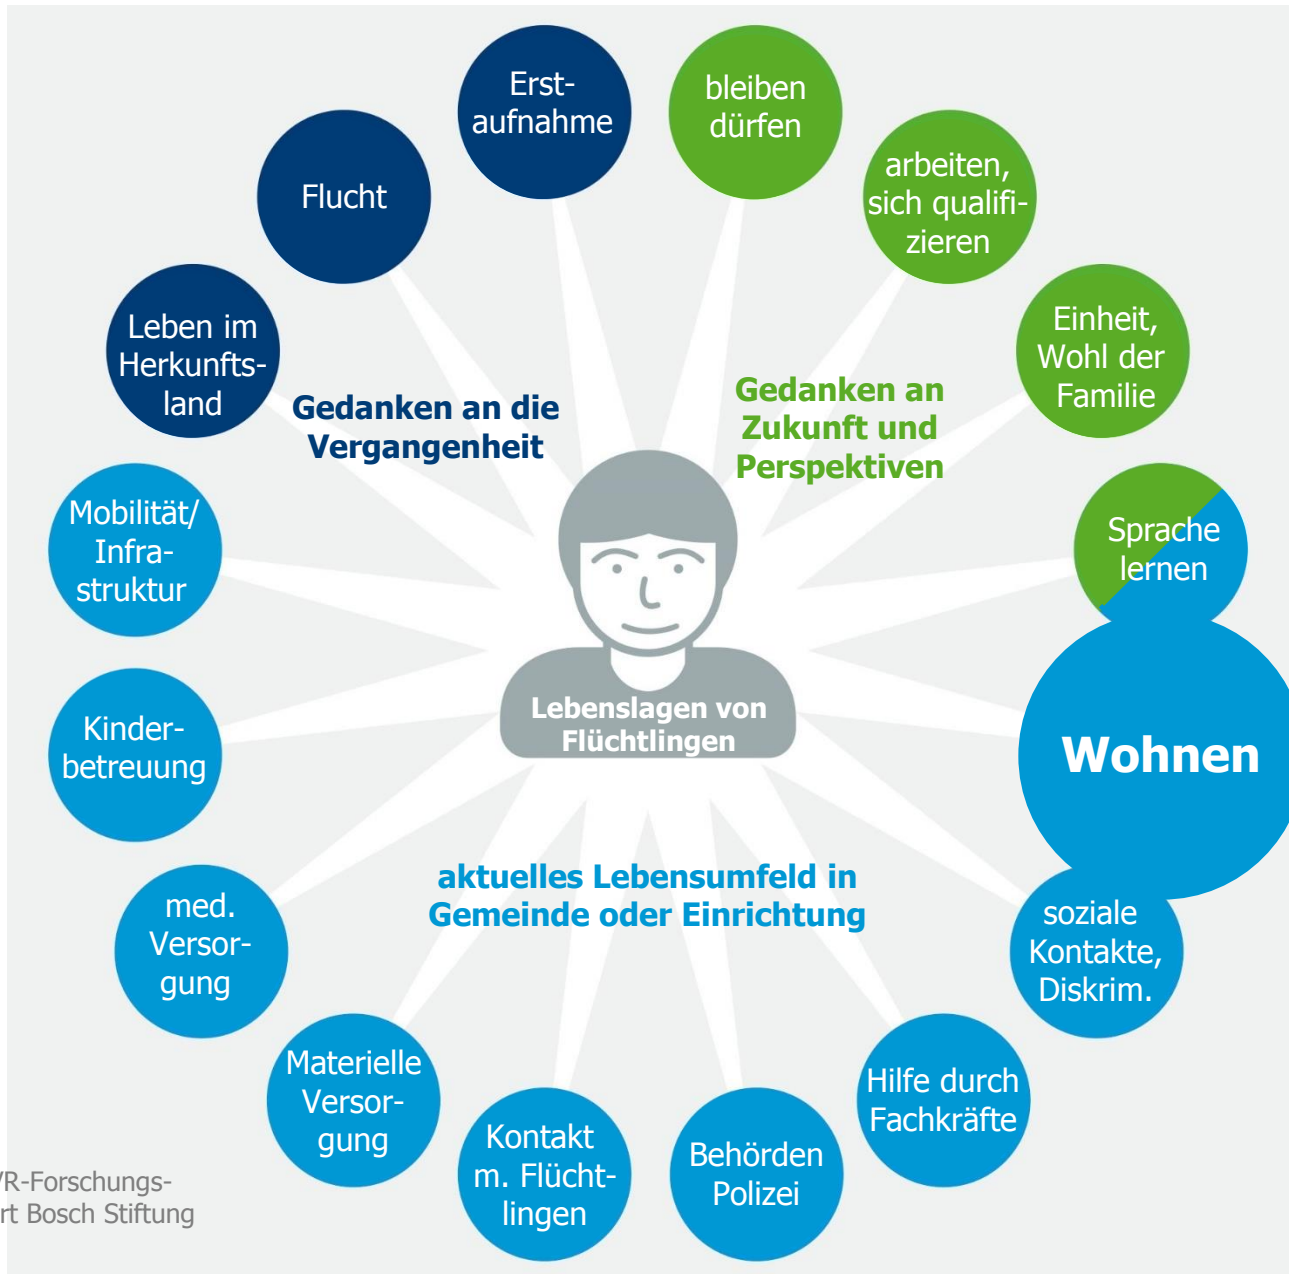 Erst-
aufnahme
bleiben
dürfen
Flucht
arbeiten,
sich qualifi-
zieren
Leben im
Herkunfts-
land
Einheit,
Wohl der
Familie
Gedanken an die
Vergangenheit
Gedanken an
Zukunft und
Perspektiven
Mobilität/
Infra-
struktur
Sprache
lernen
Lebenslagen von
Flüchtlingen
Kinder-
betreuung
Wohnen
aktuelles Lebensumfeld in
Gemeinde oder Einrichtung
med.
Versor-
gung
soziale
Kontakte,
Diskrim.
Materielle
Versor-
gung
Hilfe durch
Fachkräfte
Kontakt
m. Flücht-
lingen
Behörden
Polizei
VR-Forschungs-
rt Bosch Stiftung